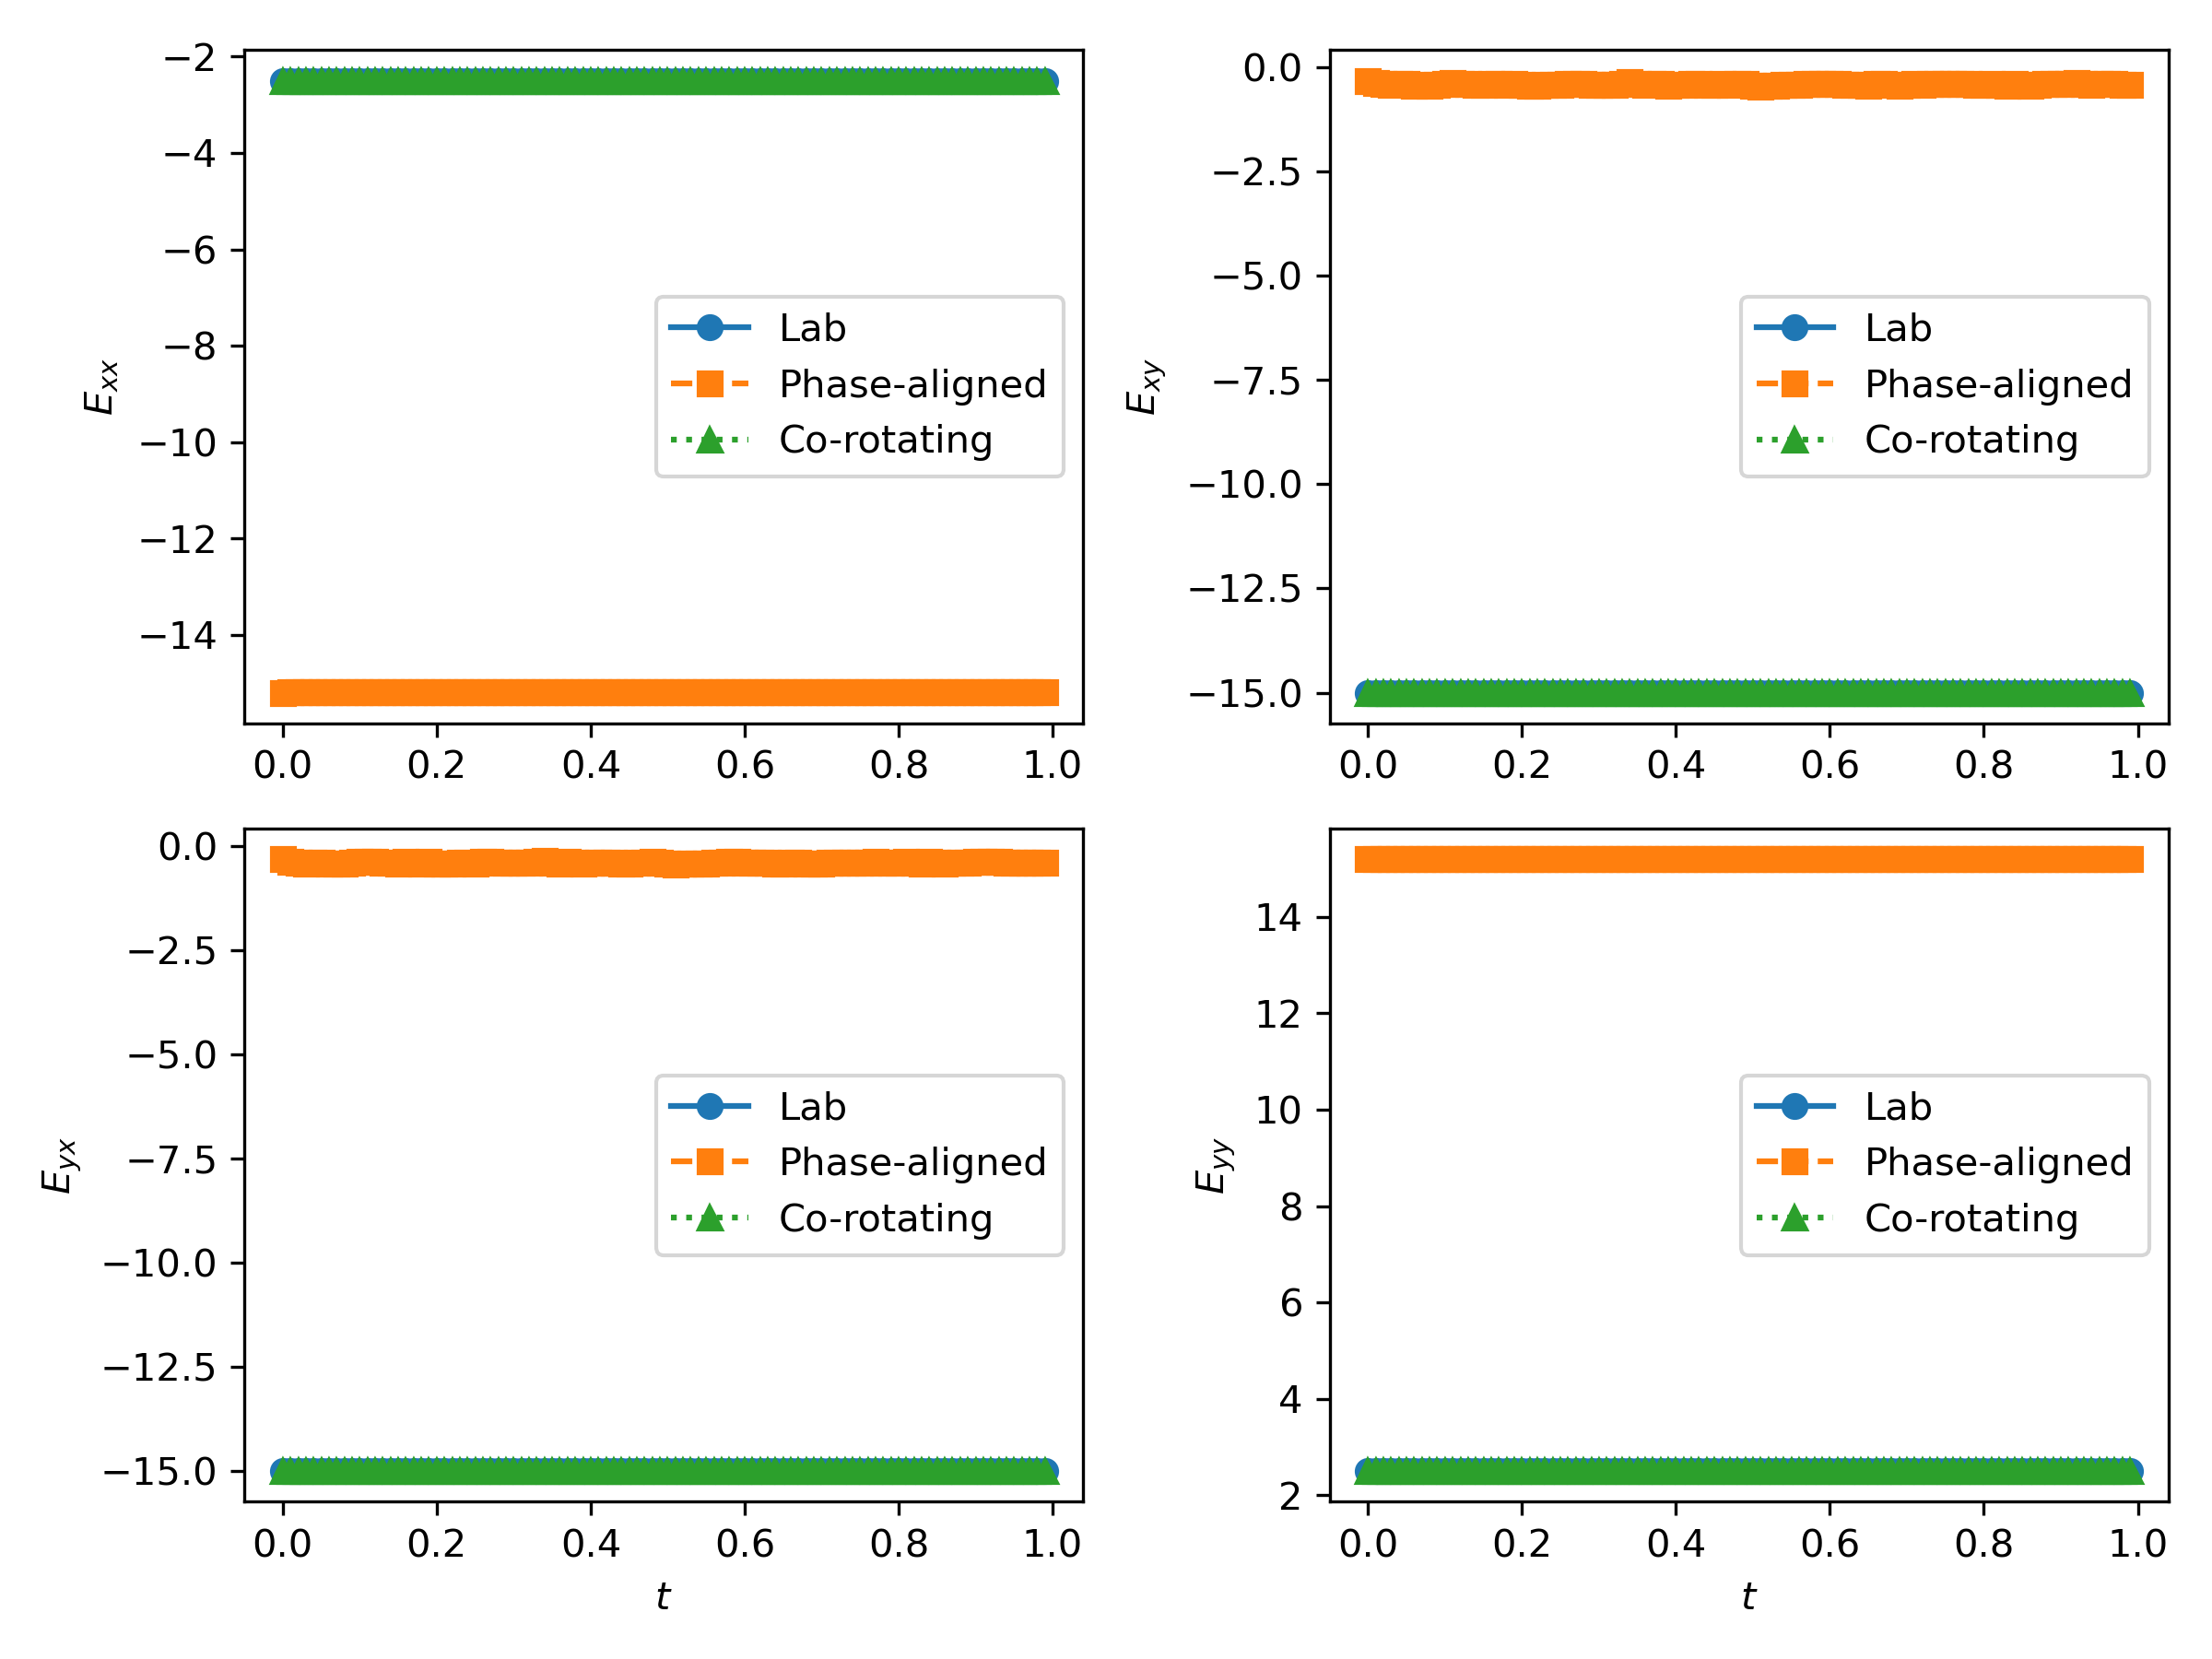 −2
−4
−6
−8
−10
−12
−14
E_xx
Lab
Phase-aligned
Co-rotating
0.0 0.2 0.4 0.6 0.8 1.0
0.0
−2.5
−5.0
−7.5
−10.0
−12.5
−15.0
E_xy
Lab
Phase-aligned
Co-rotating
0.0 0.2 0.4 0.6 0.8 1.0
0.0
−2.5
−5.0
−7.5
−10.0
−12.5
−15.0
E_yx
Lab
Phase-aligned
Co-rotating
0.0 0.2 0.4 0.6 0.8 1.0
t
14
12
10
8
6
4
2
E_yy
Lab
Phase-aligned
Co-rotating
0.0 0.2 0.4 0.6 0.8 1.0
t